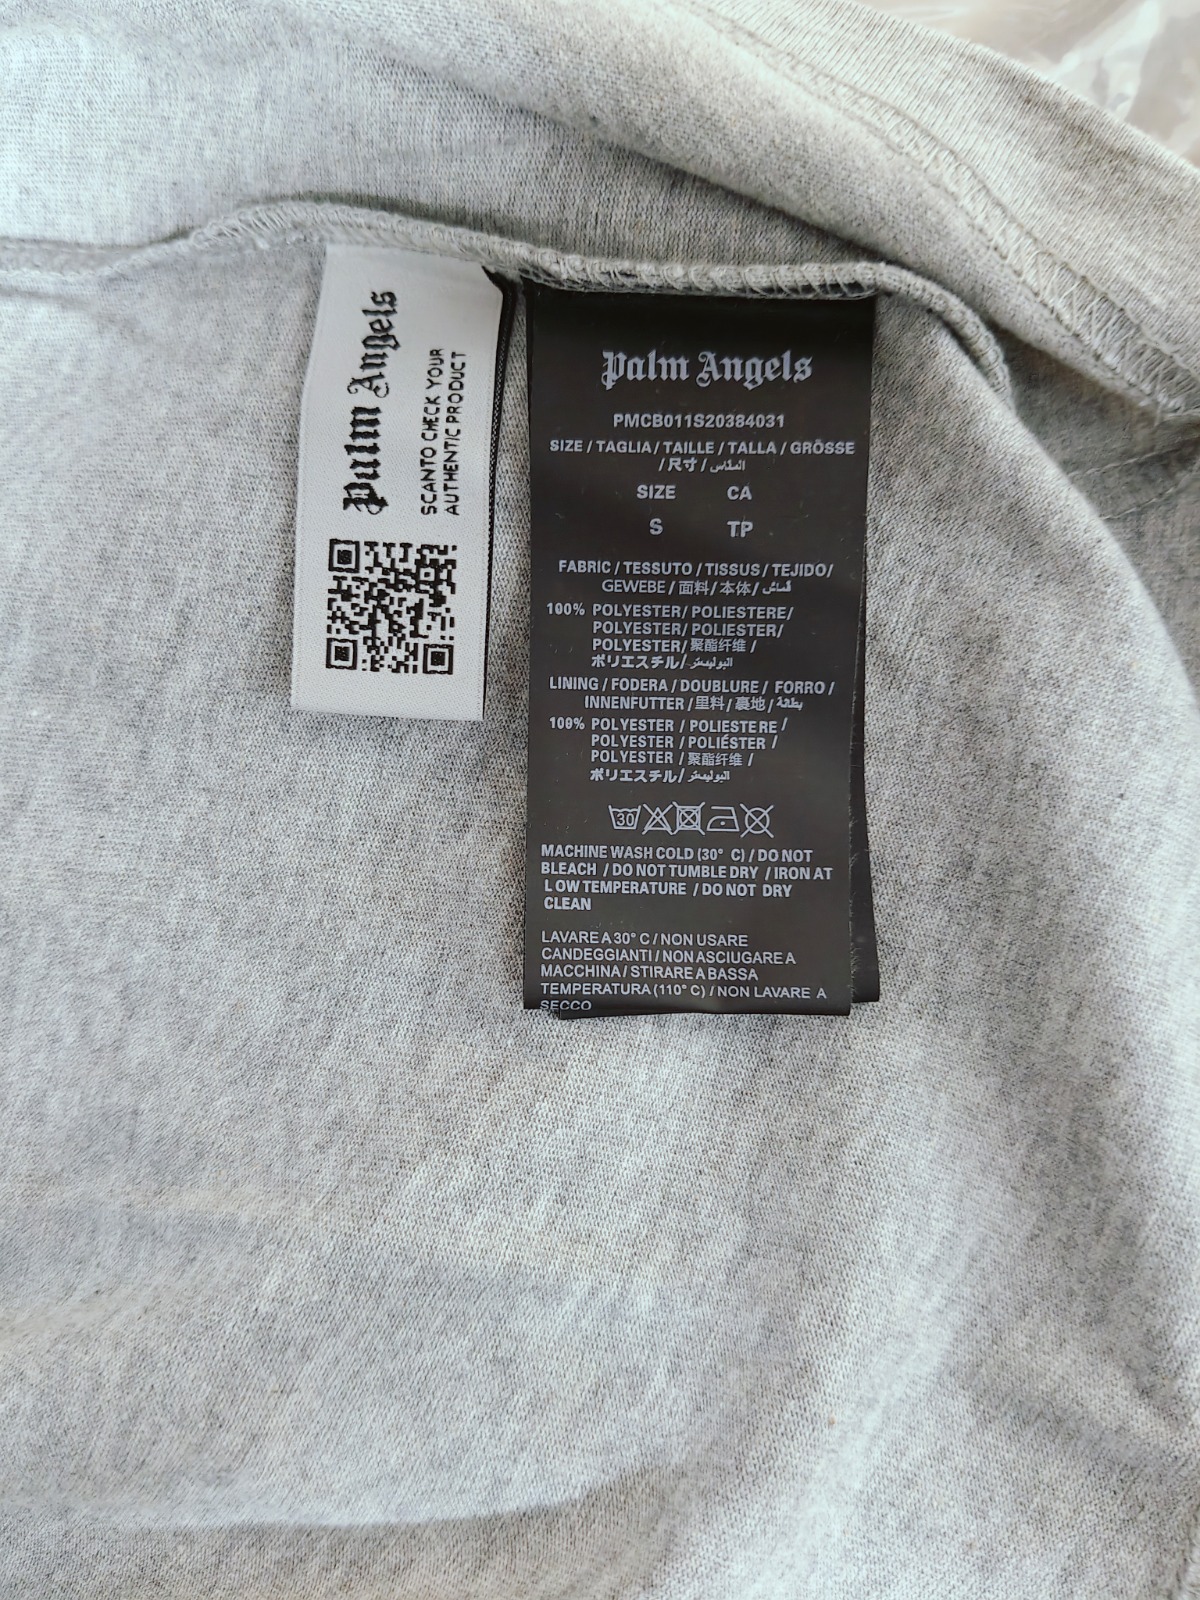 Palm Angels
SCANTO CHECK YOUR
AUTHENTIC PRODUCT
Palm Angels
PMCB011S20384031
SIZE / TAGLIA / TAILLE / TALLA / GRÖSSE
/ 尺寸 / المقاس
SIZE CA
S TP
FABRIC / TESSUTO / TISSUS / TEJIDO/
GEWEBE / 面料 / 本体 / قماش
100% POLYESTER/ POLIESTERE/
POLYESTER/ POLIESTER/
POLYESTER/ 聚酯纤维 /
ポリエスチル/ البوليستر
LINING / FODERA / DOUBLURE / FORRO /
INNENFUTTER / 里料 / 裏地 / بطانة
100% POLYESTER / POLIESTERE /
POLYESTER / POLIÉSTER /
POLYESTER / 聚酯纤维 /
ポリエスチル/ البوليستر
30
MACHINE WASH COLD (30° C) / DO NOT
BLEACH / DO NOT TUMBLE DRY / IRON AT
LOW TEMPERATURE / DO NOT DRY
CLEAN
LAVARE A 30° C / NON USARE
CANDEGGIANTI / NON ASCIUGARE A
MACCHINA / STIRARE A BASSA
TEMPERATURA (110° C) / NON LAVARE A
SECCO